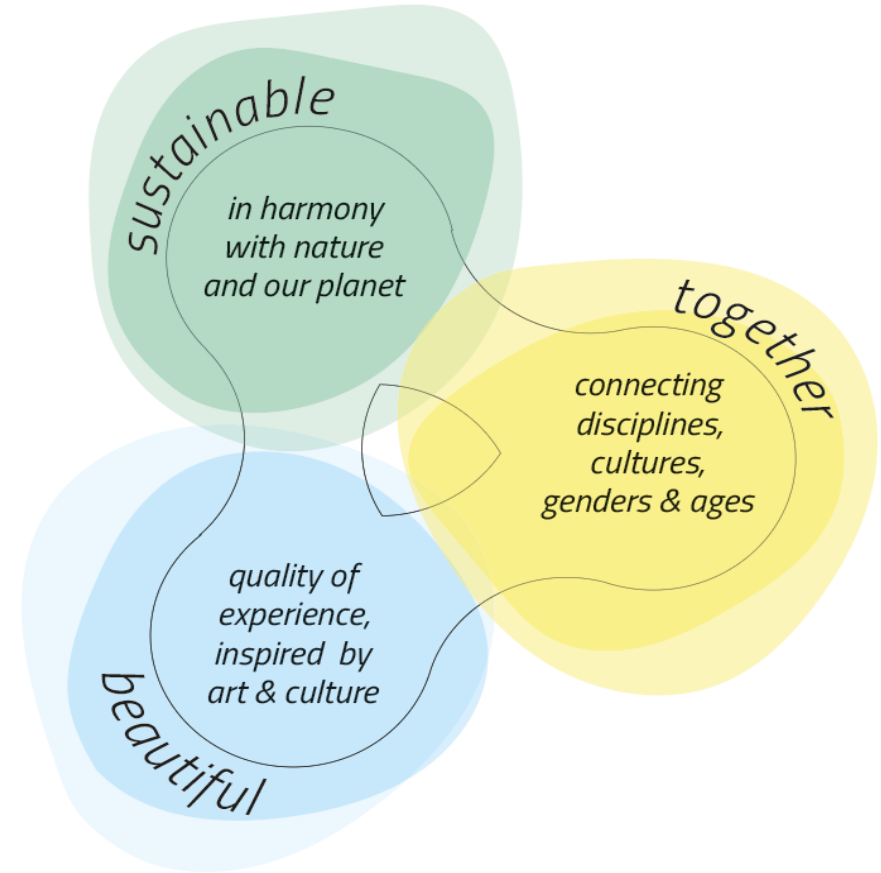 sustainable
in harmony
with nature
and our planet
together
connecting
disciplines,
cultures,
genders & ages
quality of
experience,
inspired by
art & culture
beautiful